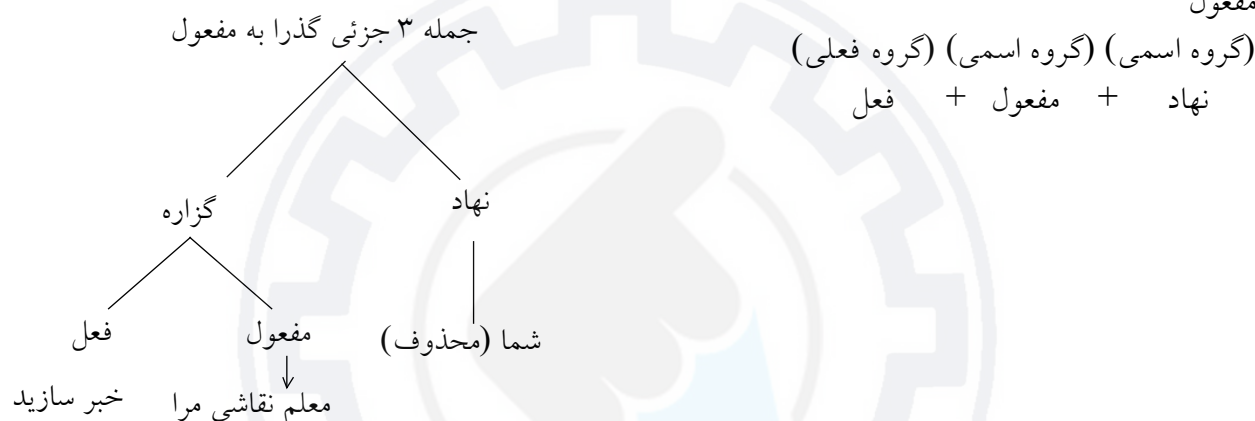 مفعول
(گروه اسمی) (گروه اسمی) (گروه فعلی)
نهاد + مفعول + فعل
جمله ۳ جزئی گذرا به مفعول
نهاد
گزاره
شما (محذوف)
مفعول
فعل
معلم نقاشی مرا
خبر سازید